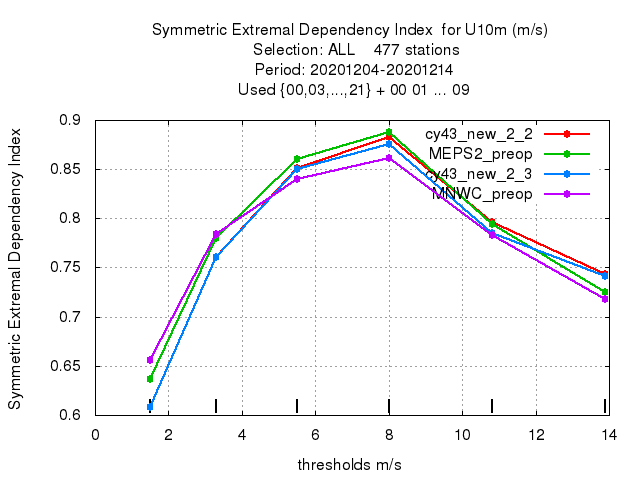 Symmetric Extremal Dependency Index  for U10m (m/s)
Selection: ALL    477 stations
Period: 20201204-20201214
Used {00,03,...,21} + 00 01 ... 09
cy43_new_2_2
MEPS2_preop
cy43_new_2_3
MNWC_preop
Symmetric Extremal Dependency Index
0.9
0.85
0.8
0.75
0.7
0.65
0.6
0 2 4 6 8 10 12 14
thresholds m/s